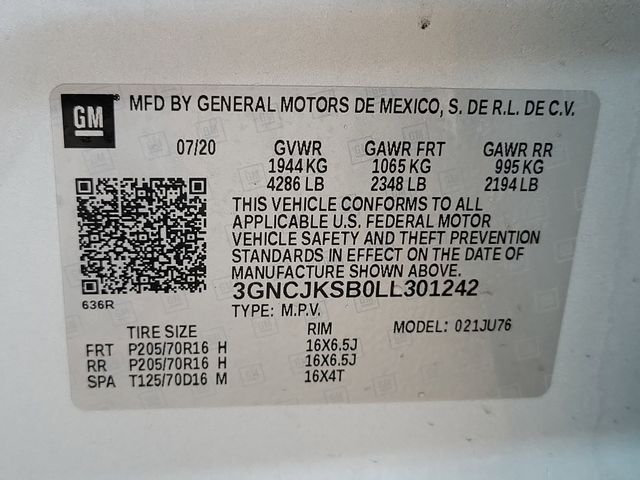 GM MFD BY GENERAL MOTORS DE MEXICO, S. DE R.L. DE C.V.
07/20 GVWR GAWR FRT GAWR RR
1944 KG 1065 KG 995 KG
4286 LB 2348 LB 2194 LB
THIS VEHICLE CONFORMS TO ALL
APPLICABLE U.S. FEDERAL MOTOR
VEHICLE SAFETY AND THEFT PREVENTION
STANDARDS IN EFFECT ON THE DATE OF
MANUFACTURE SHOWN ABOVE.
3GNCJKSB0LL301242
636R
TYPE: M.P.V.
TIRE SIZE RIM MODEL: 021JU76
FRT P205/70R16 H 16X6.5J
RR P205/70R16 H 16X6.5J
SPA T125/70D16 M 16X4T